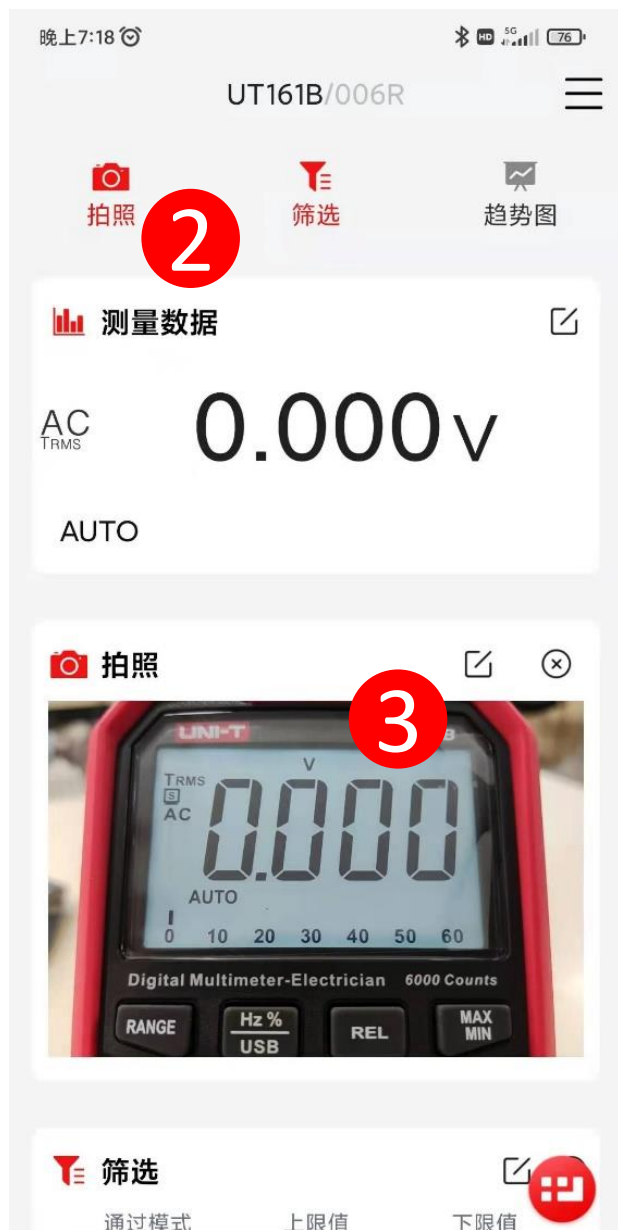 晚上7:18
HD 5G 76
UT161B/006R
拍照 筛选 趋势图
2
测量数据
AC
TRMS
0.000 V
AUTO
拍照
3
UNI-T B
V
TRMS
S
AC
0.000
AUTO
0 10 20 30 40 50 60
Digital Multimeter-Electrician 6000 Counts
RANGE Hz % USB REL MAX MIN
筛选
通过模式 上限值 下限值